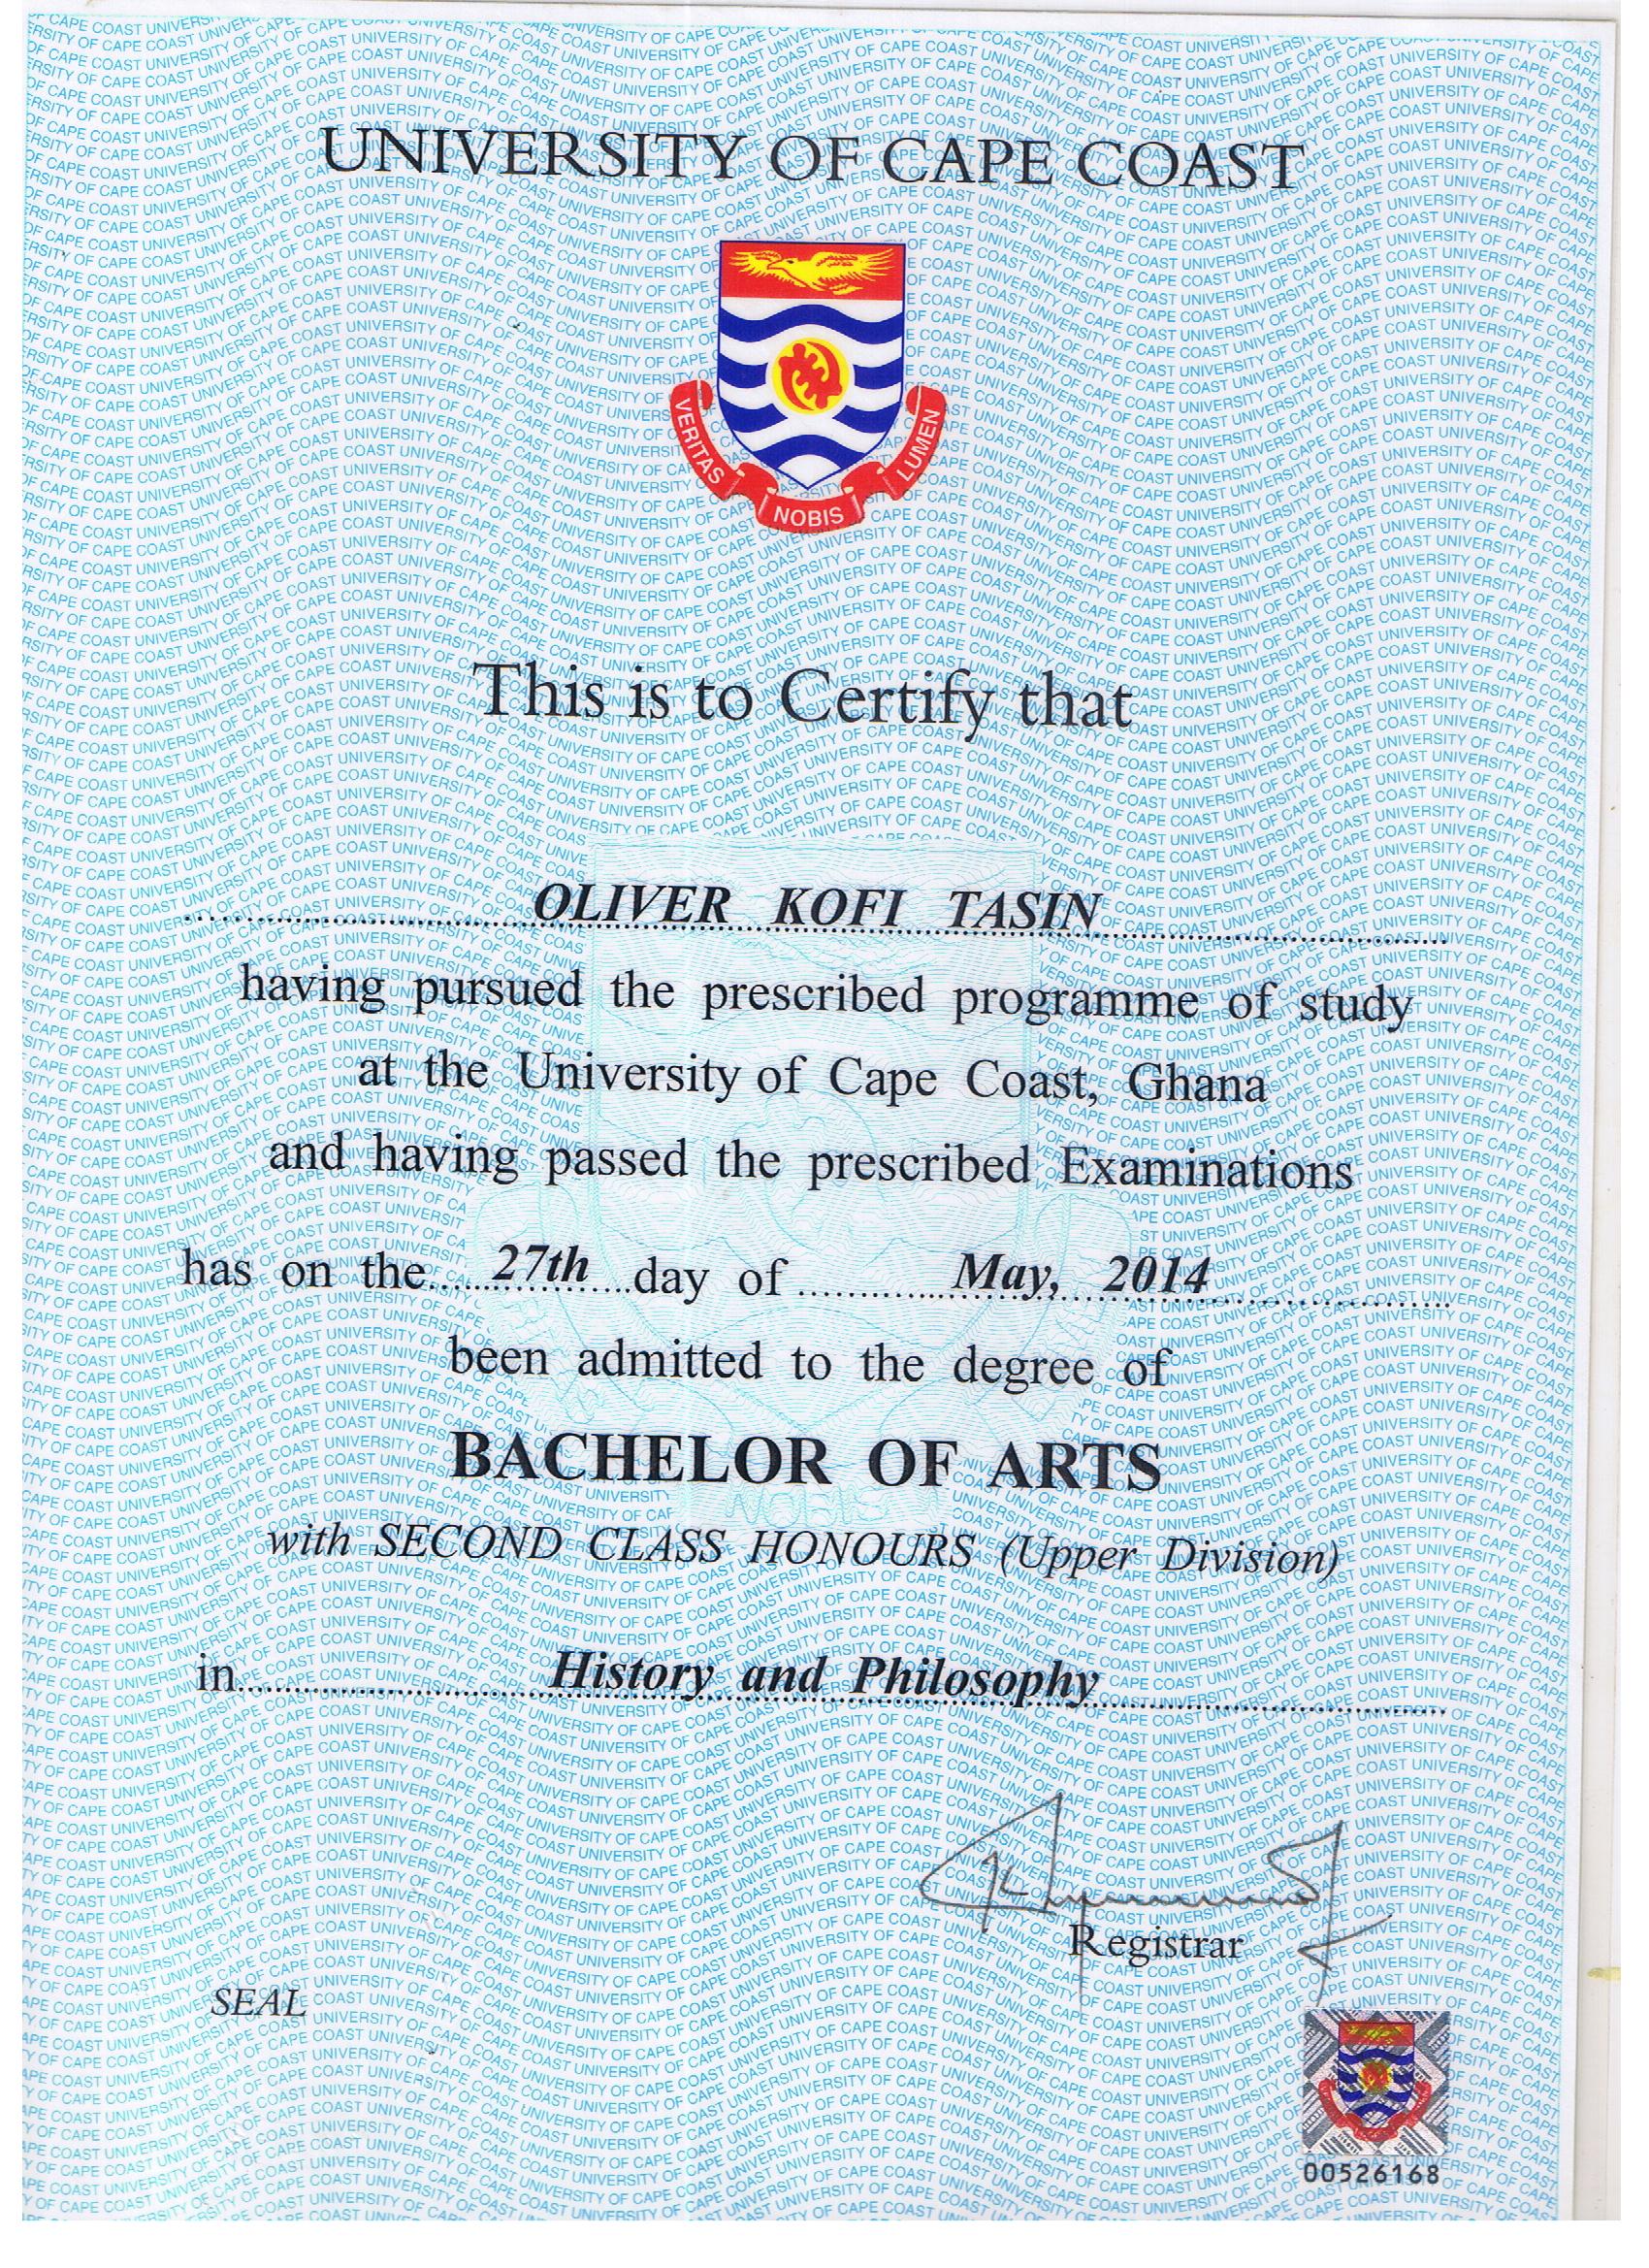 UNIVERSITY OF CAPE COAST
VERITAS NOBIS LUMEN
This is to Certify that
OLIVER KOFI TASIN
having pursued the prescribed programme of study
at the University of Cape Coast, Ghana
and having passed the prescribed Examinations
has on the 27th day of May, 2014
been admitted to the degree of
BACHELOR OF ARTS
with SECOND CLASS HONOURS (Upper Division)
in History and Philosophy
Registrar
SEAL
00526168